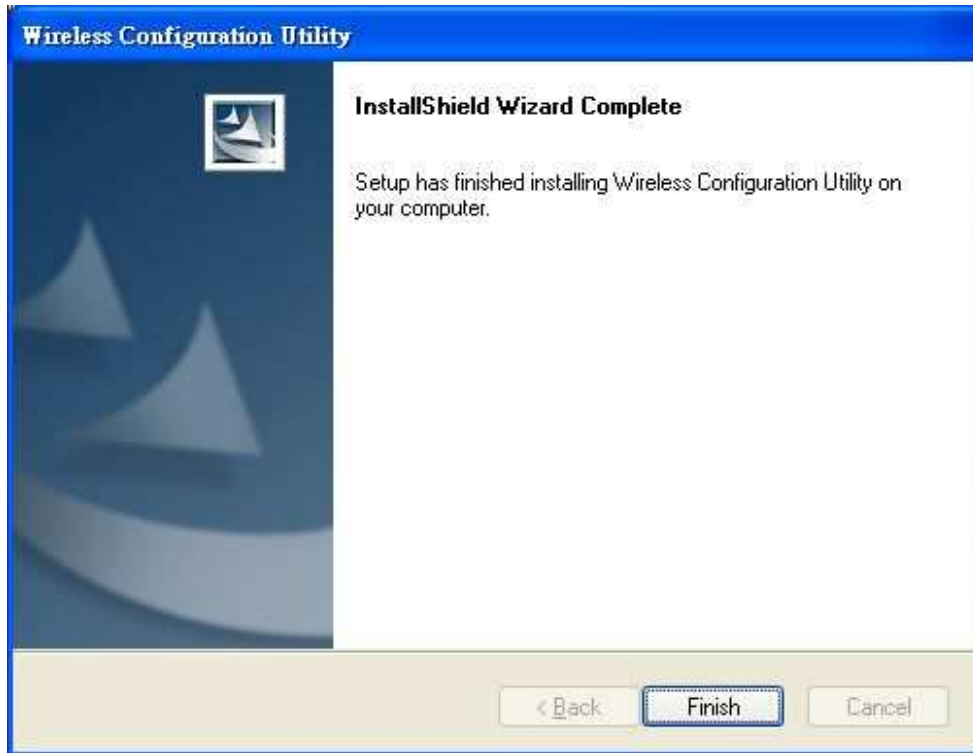 Wireless Configuration Utility
InstallShield Wizard Complete
Setup has finished installing Wireless Configuration Utility on
your computer.
< Back
Finish
Cancel